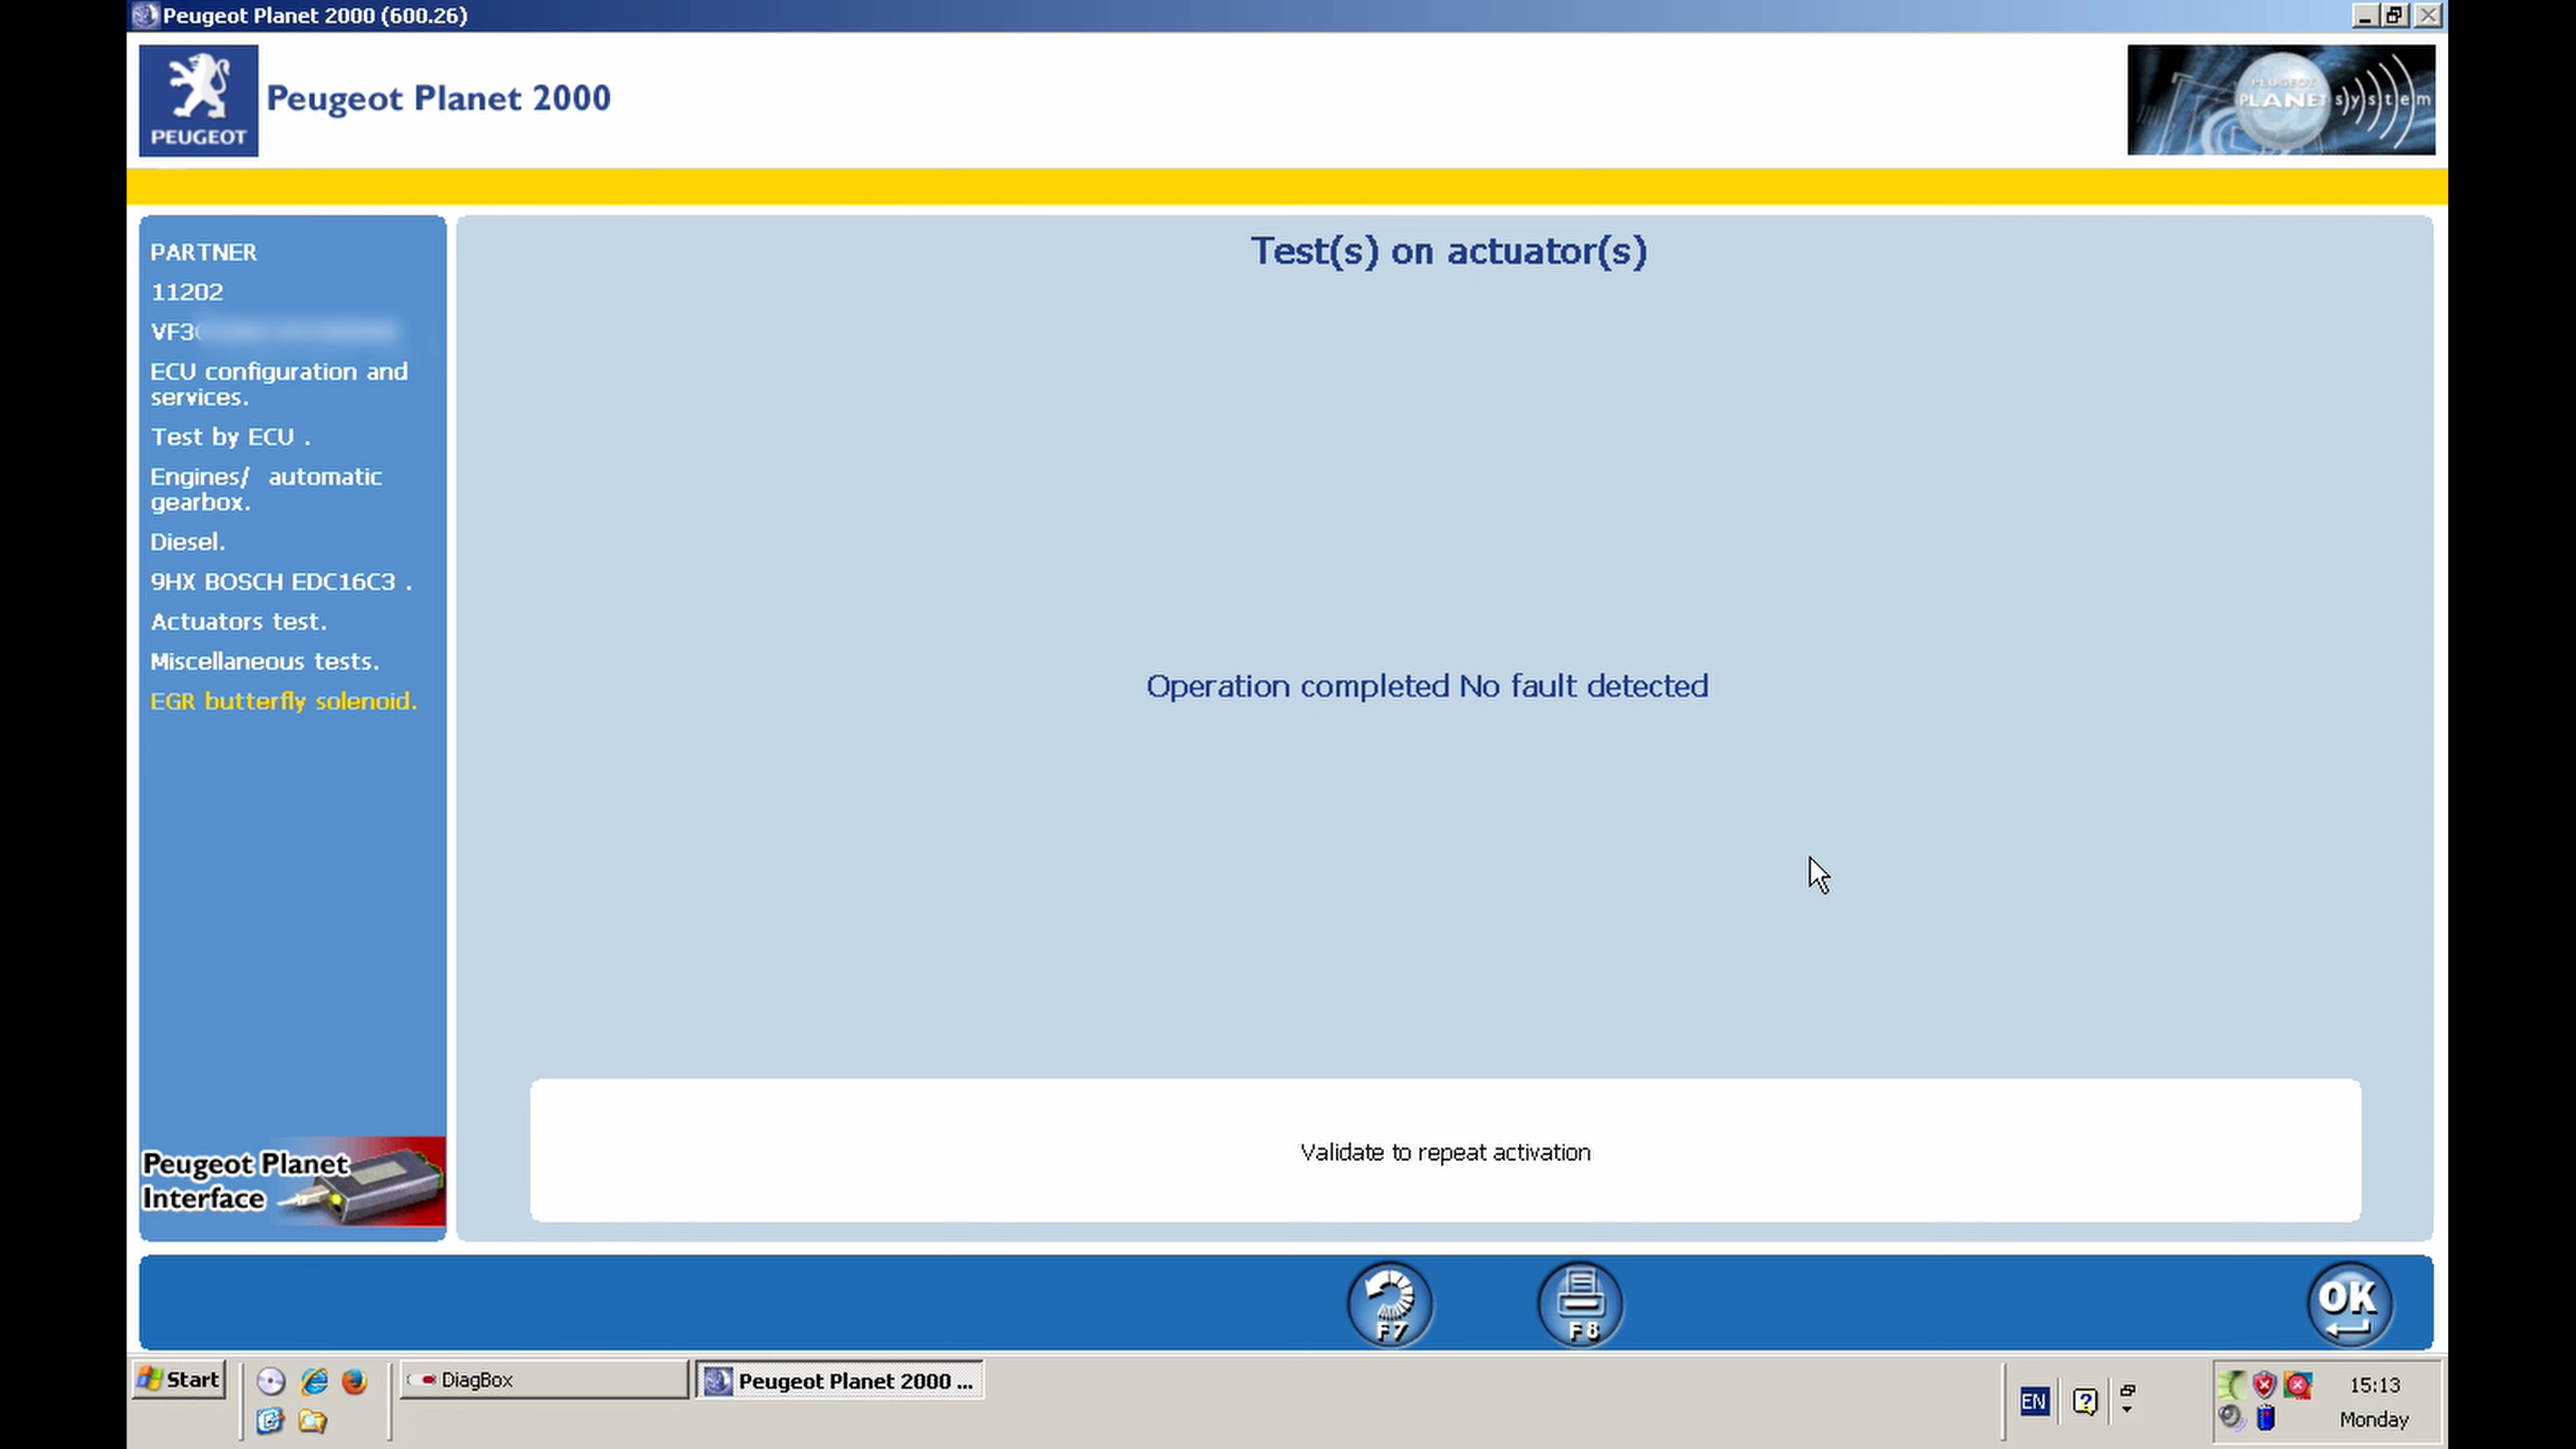 Peugeot Planet 2000 (600.26)
PEUGEOT
Peugeot Planet 2000
PEUGEOT
PLANET s)y)s)t)e)m
PARTNER
11202
VF3
ECU configuration and
services.
Test by ECU .
Engines/ automatic
gearbox.
Diesel.
9HX BOSCH EDC16C3 .
Actuators test.
Miscellaneous tests.
EGR butterfly solenoid.
Test(s) on actuator(s)
Operation completed No fault detected
Validate to repeat activation
Peugeot Planet
Interface
F7
F8
OK
Start
DiagBox
Peugeot Planet 2000 ...
EN
15:13
Monday